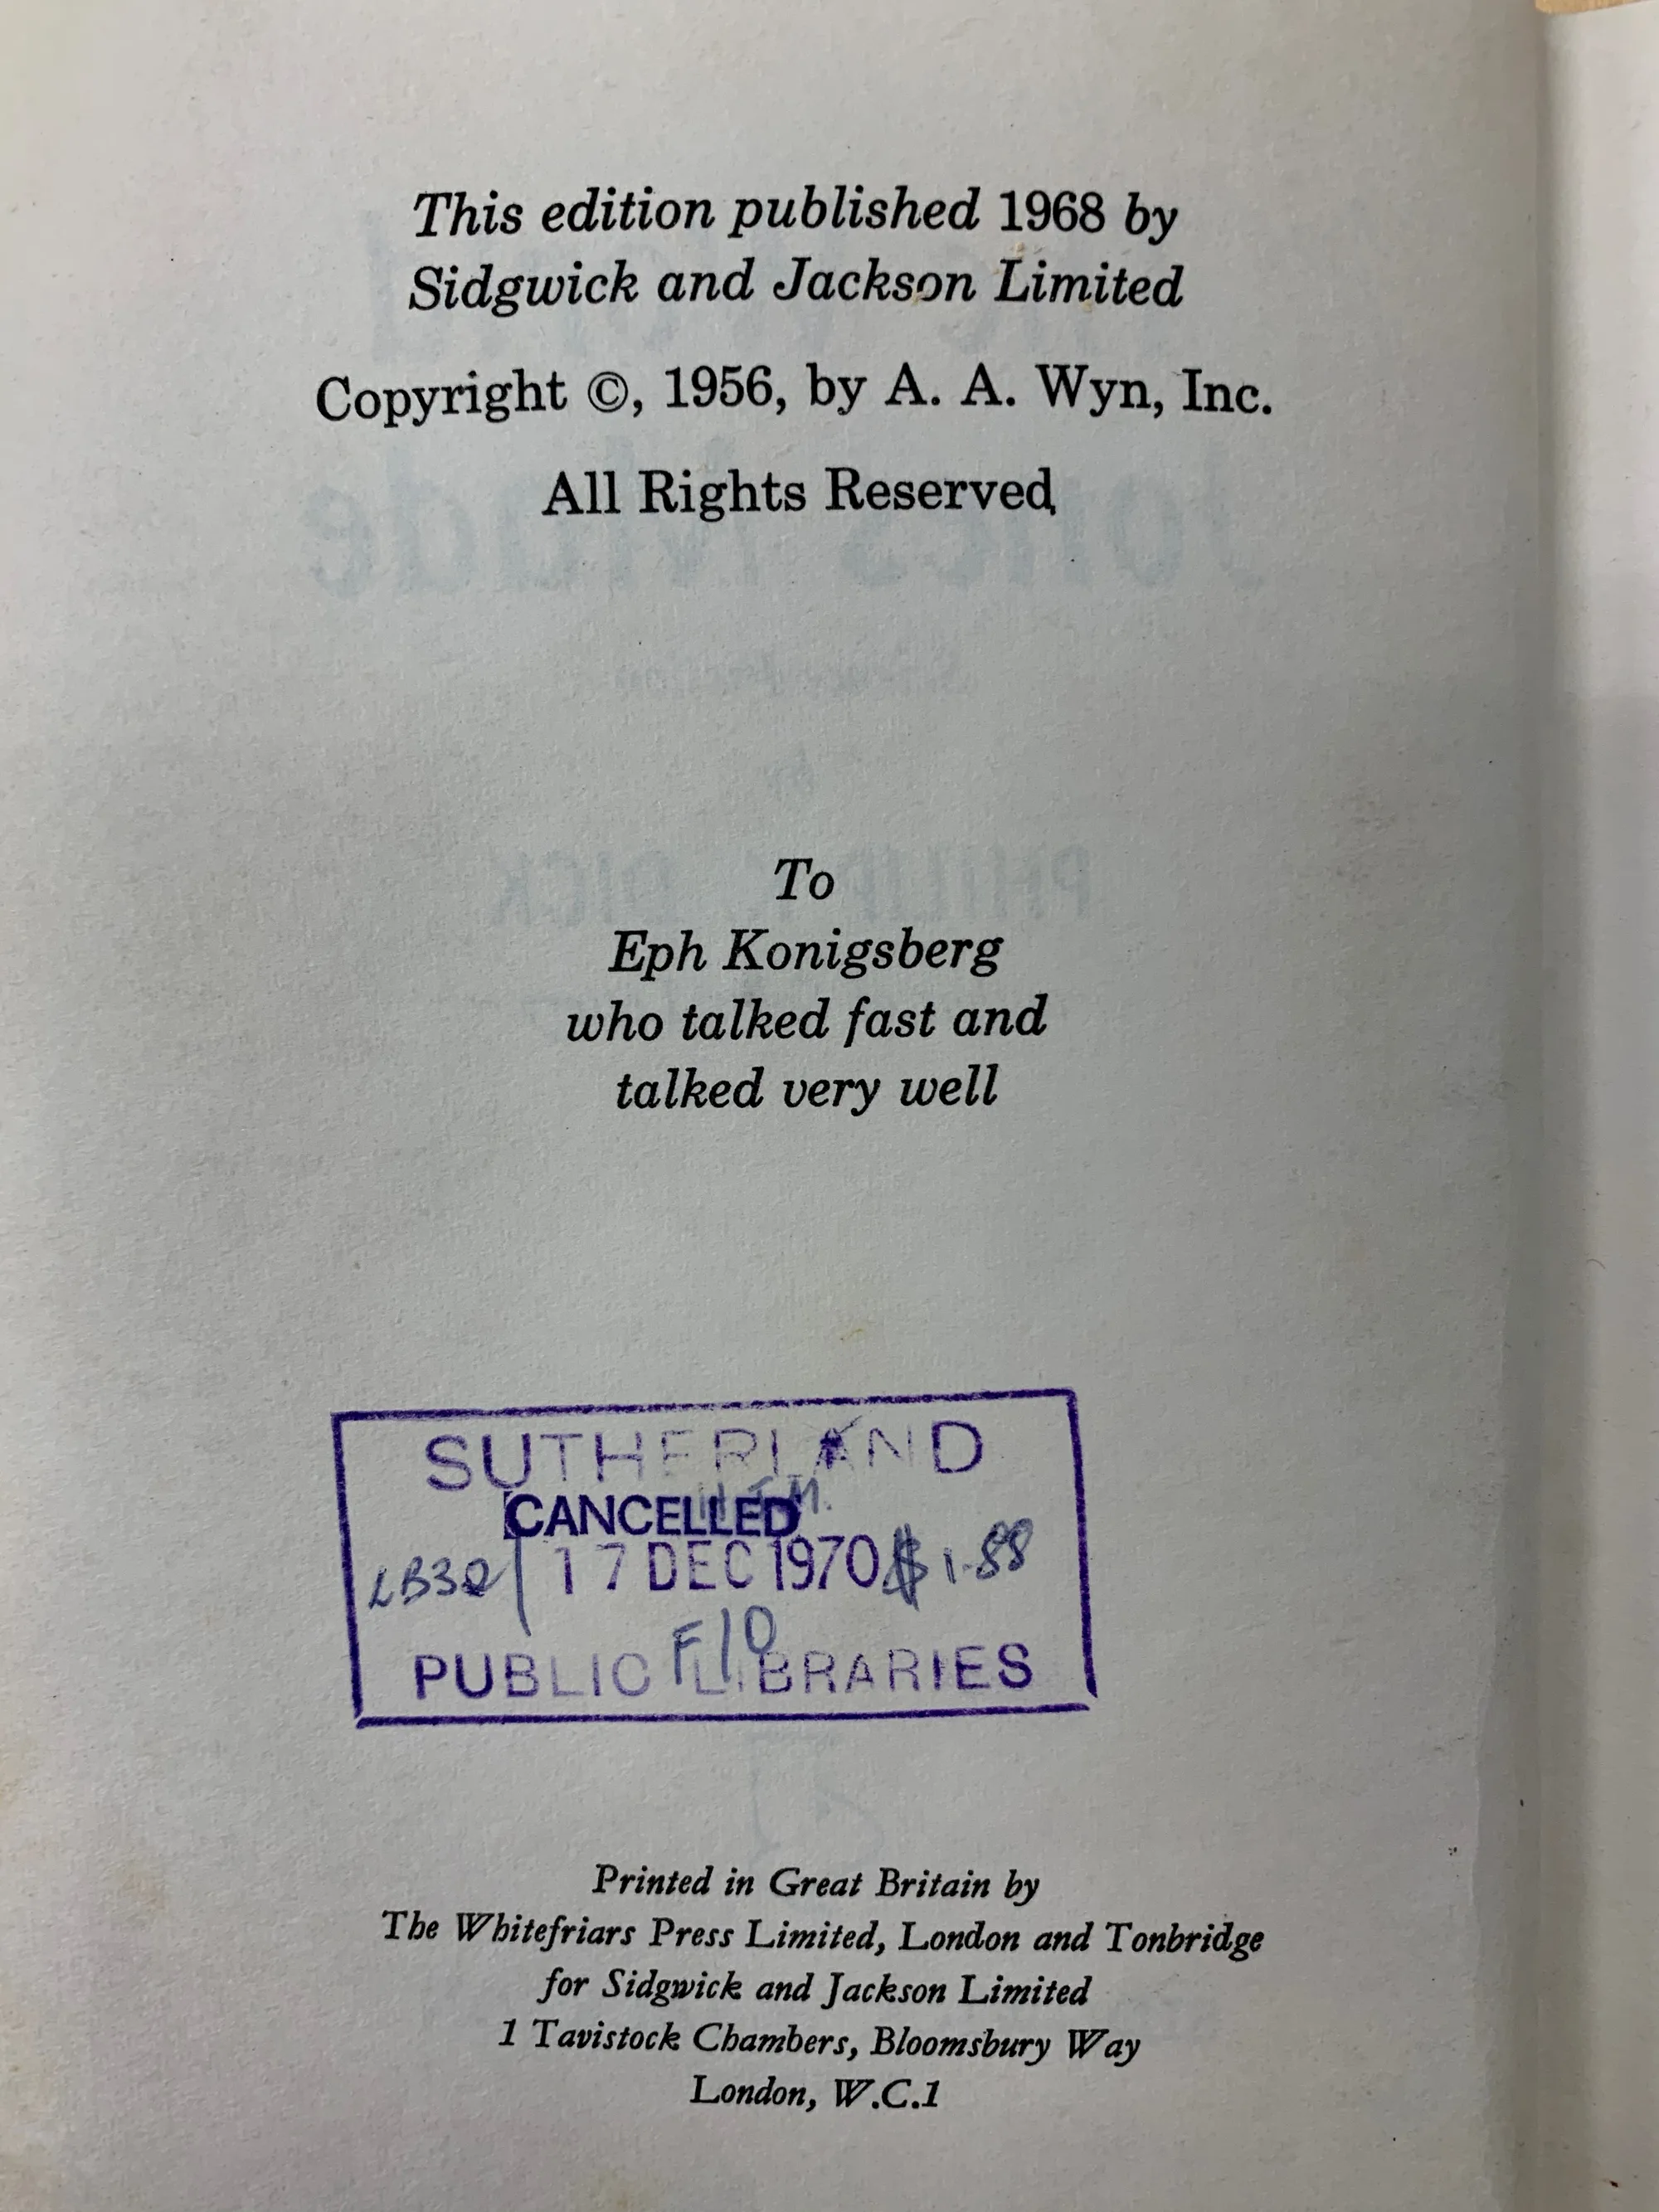 This edition published 1968 by
Sidgwick and Jackson Limited
Copyright ©, 1956, by A. A. Wyn, Inc.
All Rights Reserved
To
Eph Konigsberg
who talked fast and
talked very well
SUTHERLAND
CANCELLED
LB32 17 DEC 1970 $1.88
F10
PUBLIC LIBRARIES
Printed in Great Britain by
The Whitefriars Press Limited, London and Tonbridge
for Sidgwick and Jackson Limited
1 Tavistock Chambers, Bloomsbury Way
London, W.C.1